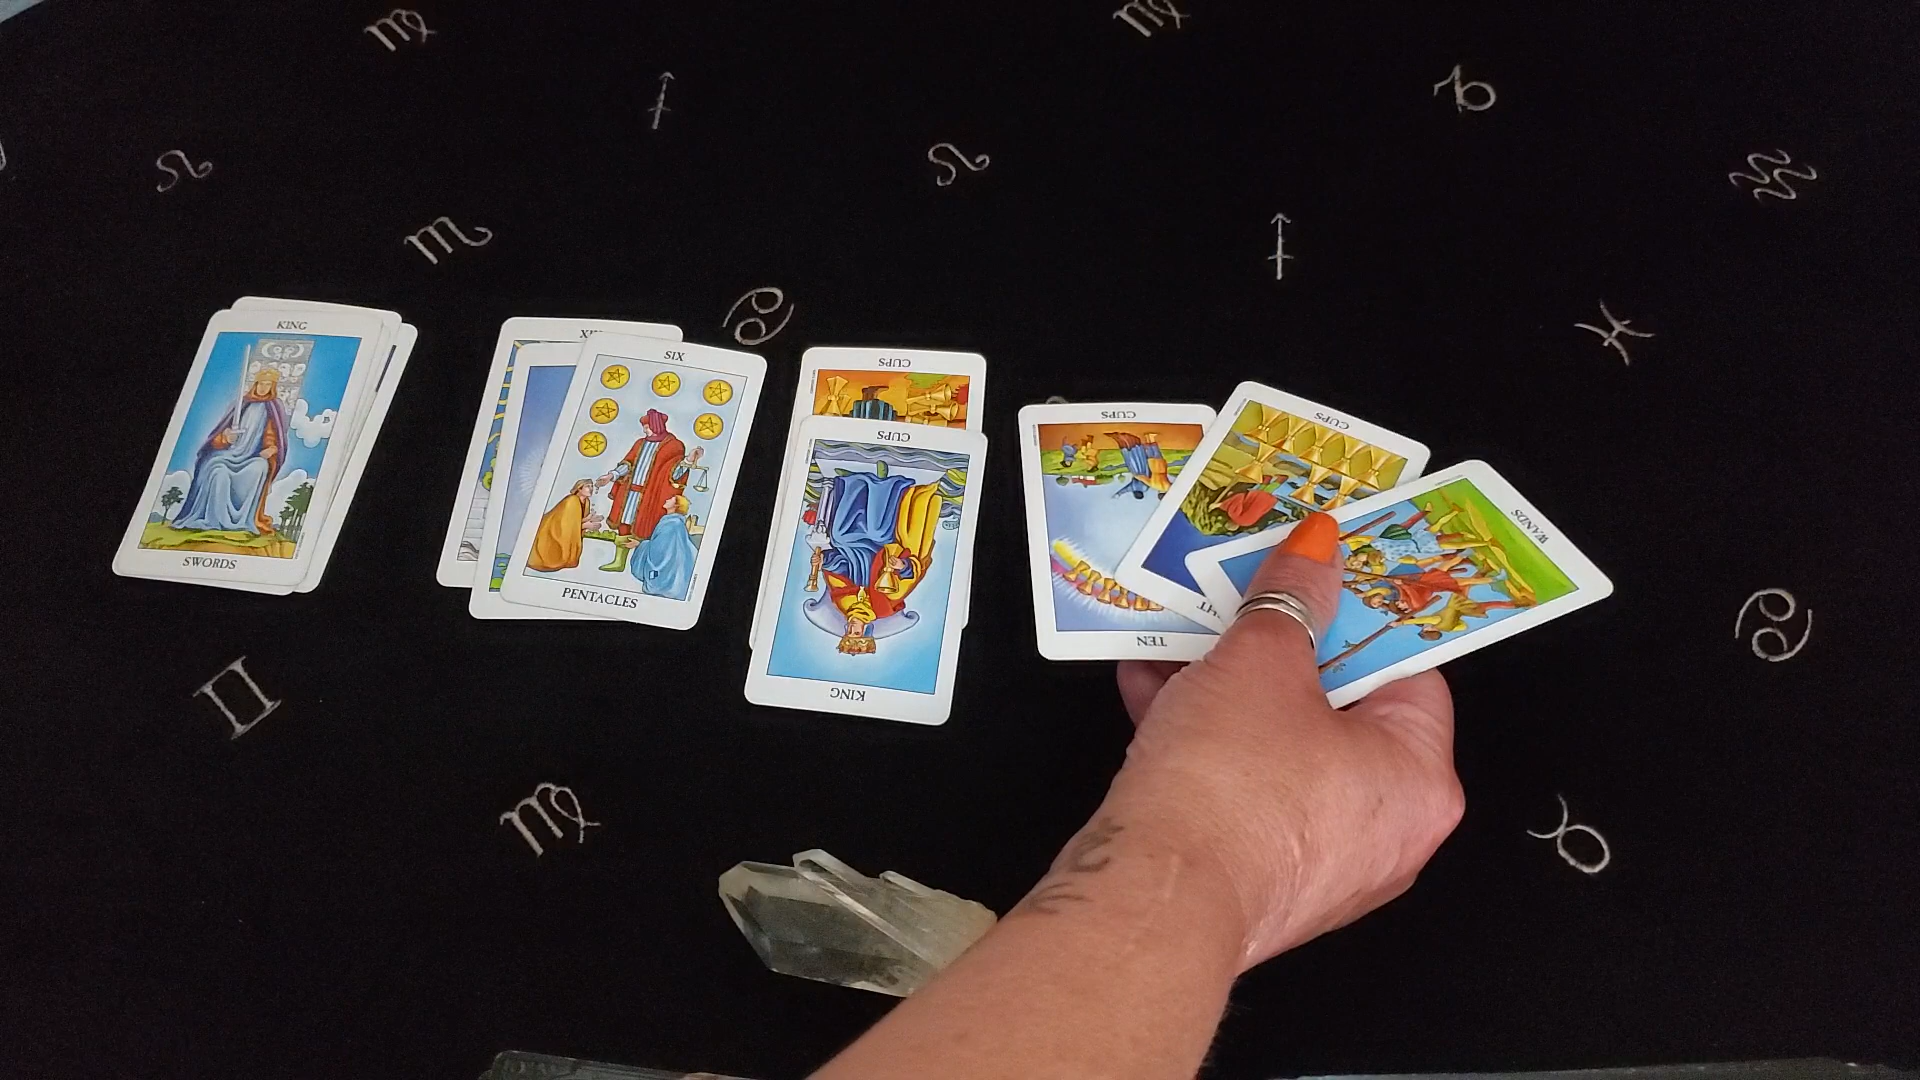 KING
SWORDS
SIX
PENTACLES
CUPS
CUPS
KING
CUPS
TEN
CUPS
WANDS